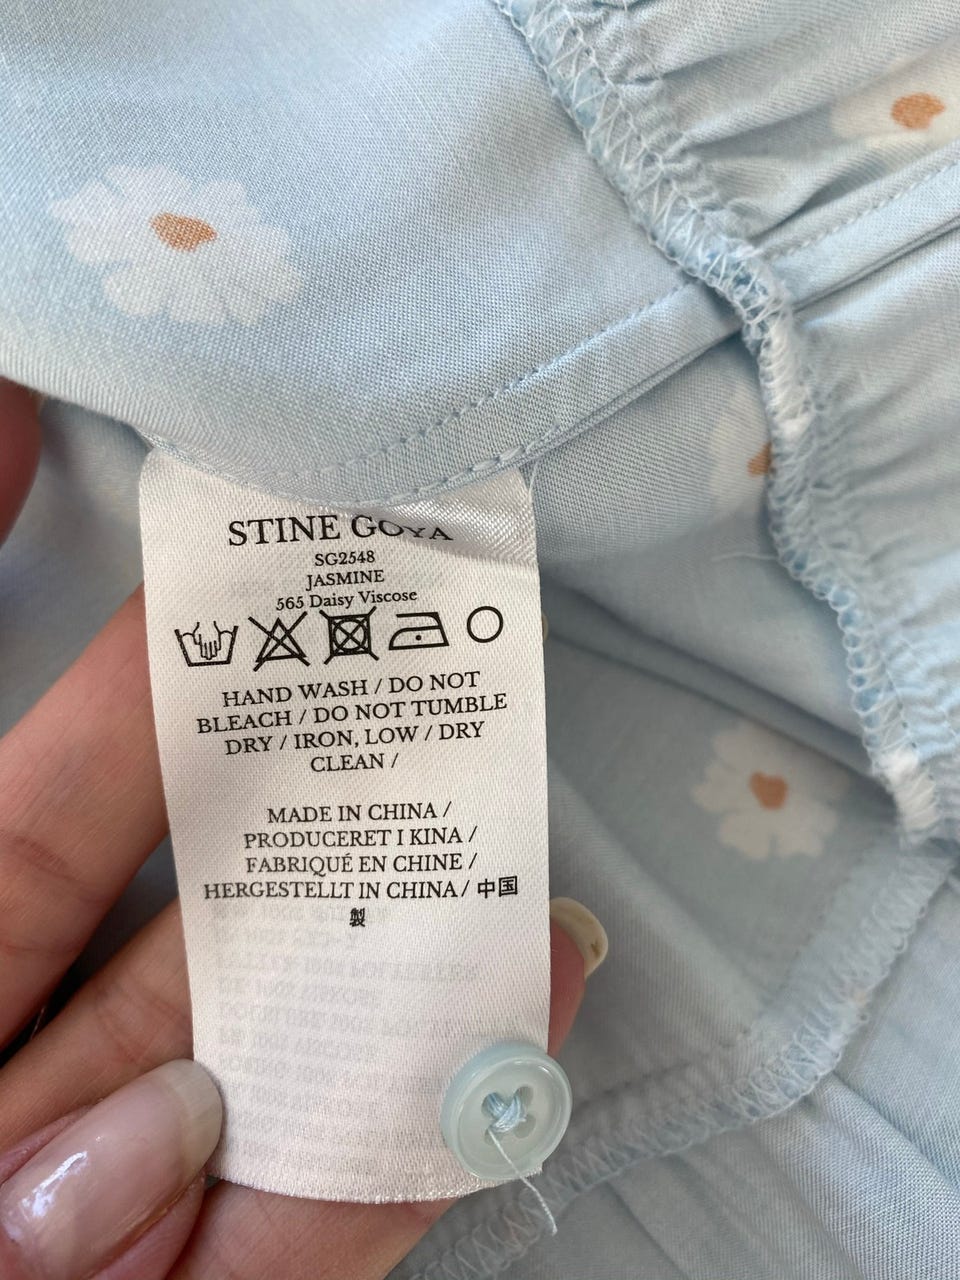 STINE GOYA
SG2548
JASMINE
565 Daisy Viscose
HAND WASH / DO NOT
BLEACH / DO NOT TUMBLE
DRY / IRON, LOW / DRY
CLEAN /
MADE IN CHINA /
PRODUCERET I KINA /
FABRIQUÉ EN CHINE /
HERGESTELLT IN CHINA / 中国
製